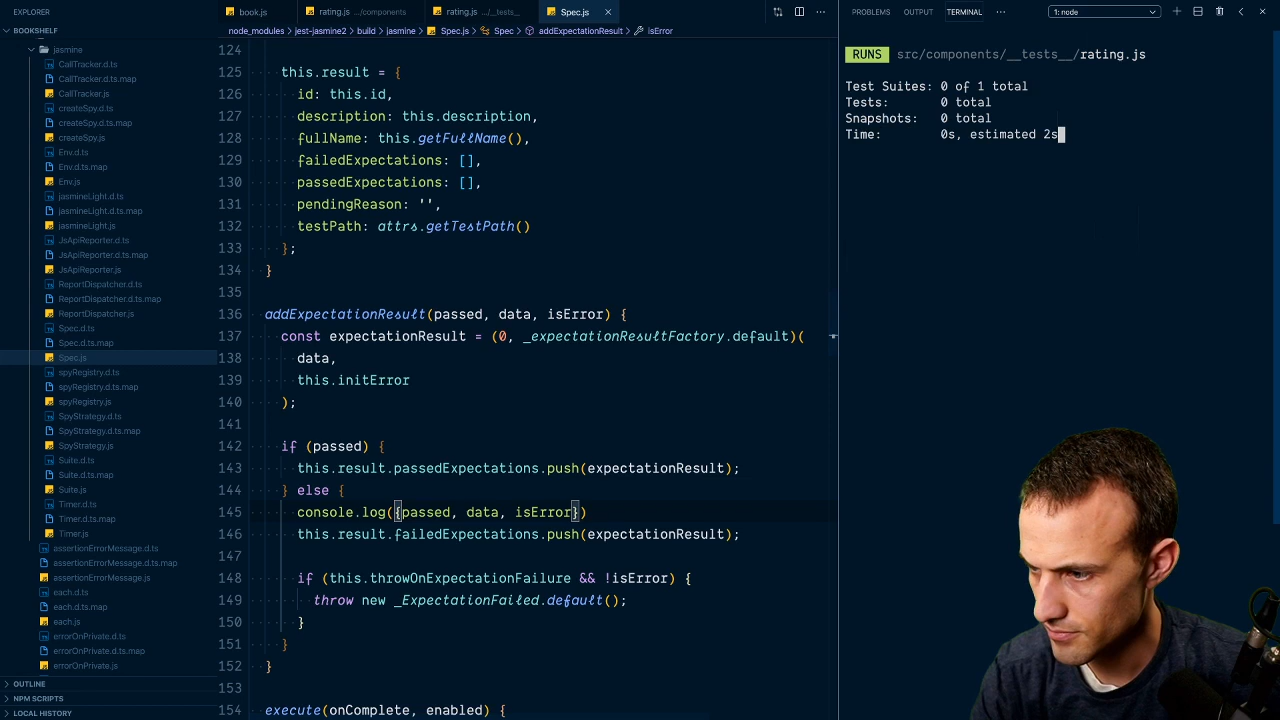 EXPLORER
BOOKSHELF
jasmine
CallTracker.d.ts
CallTracker.d.ts.map
CallTracker.js
createSpy.d.ts
createSpy.d.ts.map
createSpy.js
Env.d.ts
Env.d.ts.map
Env.js
jasmineLight.d.ts
jasmineLight.d.ts.map
jasmineLight.js
JsApiReporter.d.ts
JsApiReporter.d.ts.map
JsApiReporter.js
ReportDispatcher.d.ts
ReportDispatcher.d.ts.map
ReportDispatcher.js
Spec.d.ts
Spec.d.ts.map
Spec.js
spyRegistry.d.ts
spyRegistry.d.ts.map
spyRegistry.js
SpyStrategy.d.ts
SpyStrategy.d.ts.map
SpyStrategy.js
Suite.d.ts
Suite.d.ts.map
Suite.js
Timer.d.ts
Timer.d.ts.map
Timer.js
assertionErrorMessage.d.ts
assertionErrorMessage.d.ts.map
assertionErrorMessage.js
each.d.ts
each.d.ts.map
each.js
errorOnPrivate.d.ts
errorOnPrivate.d.ts.map
errorOnPrivate.js
OUTLINE
NPM SCRIPTS
LOCAL HISTORY
book.js rating.js .../components rating.js .../__tests__ Spec.js
node_modules > jest-jasmine2 > build > jasmine > Spec.js > Spec > addExpectationResult > isError
124
125 this.result = {
126 id: this.id,
127 description: this.description,
128 fullName: this.getFullName(),
129 failedExpectations: [],
130 passedExpectations: [],
131 pendingReason: '',
132 testPath: attrs.getTestPath()
133 };
134 }
135
136 addExpectationResult(passed, data, isError) {
137 const expectationResult = (0, _expectationResultFactory.default)(
138 data,
139 this.initError
140 );
141
142 if (passed) {
143 this.result.passedExpectations.push(expectationResult);
144 } else {
145 console.log({passed, data, isError})
146 this.result.failedExpectations.push(expectationResult);
147
148 if (this.throwOnExpectationFailure && !isError) {
149 throw new _ExpectationFailed.default();
150 }
151 }
152 }
153
154 execute(onComplete, enabled) {
PROBLEMS OUTPUT TERMINAL 1: node
RUNS src/components/__tests__/rating.js
Test Suites: 0 of 1 total
Tests: 0 total
Snapshots: 0 total
Time: 0s, estimated 2s